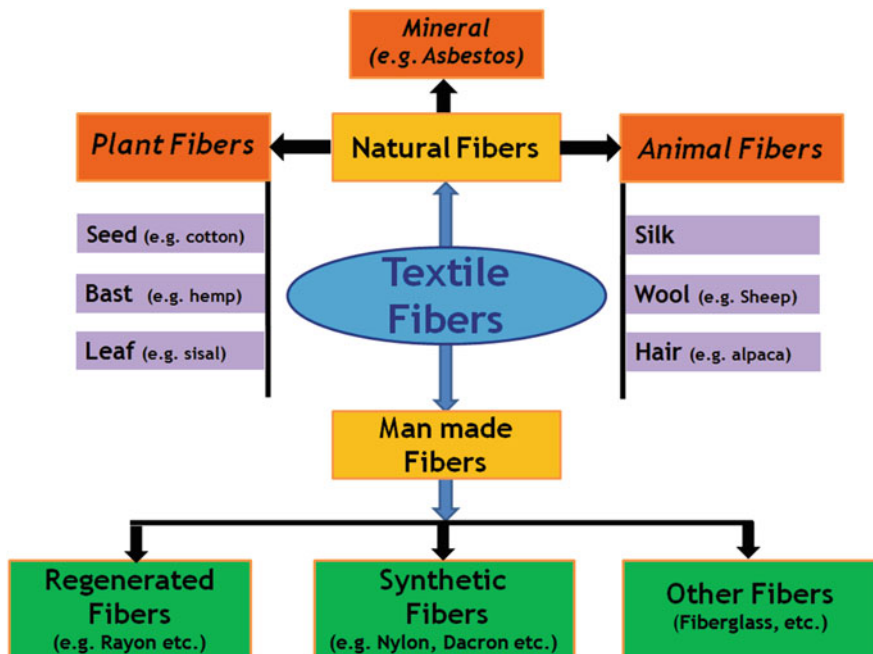 Mineral
(e.g. Asbestos)
Plant Fibers
Natural Fibers
Animal Fibers
Seed (e.g. cotton)
Bast (e.g. hemp)
Leaf (e.g. sisal)
Textile
Fibers
Silk
Wool (e.g. Sheep)
Hair (e.g. alpaca)
Man made
Fibers
Regenerated
Fibers
(e.g. Rayon etc.)
Synthetic
Fibers
(e.g. Nylon, Dacron etc.)
Other Fibers
(Fiberglass, etc.)